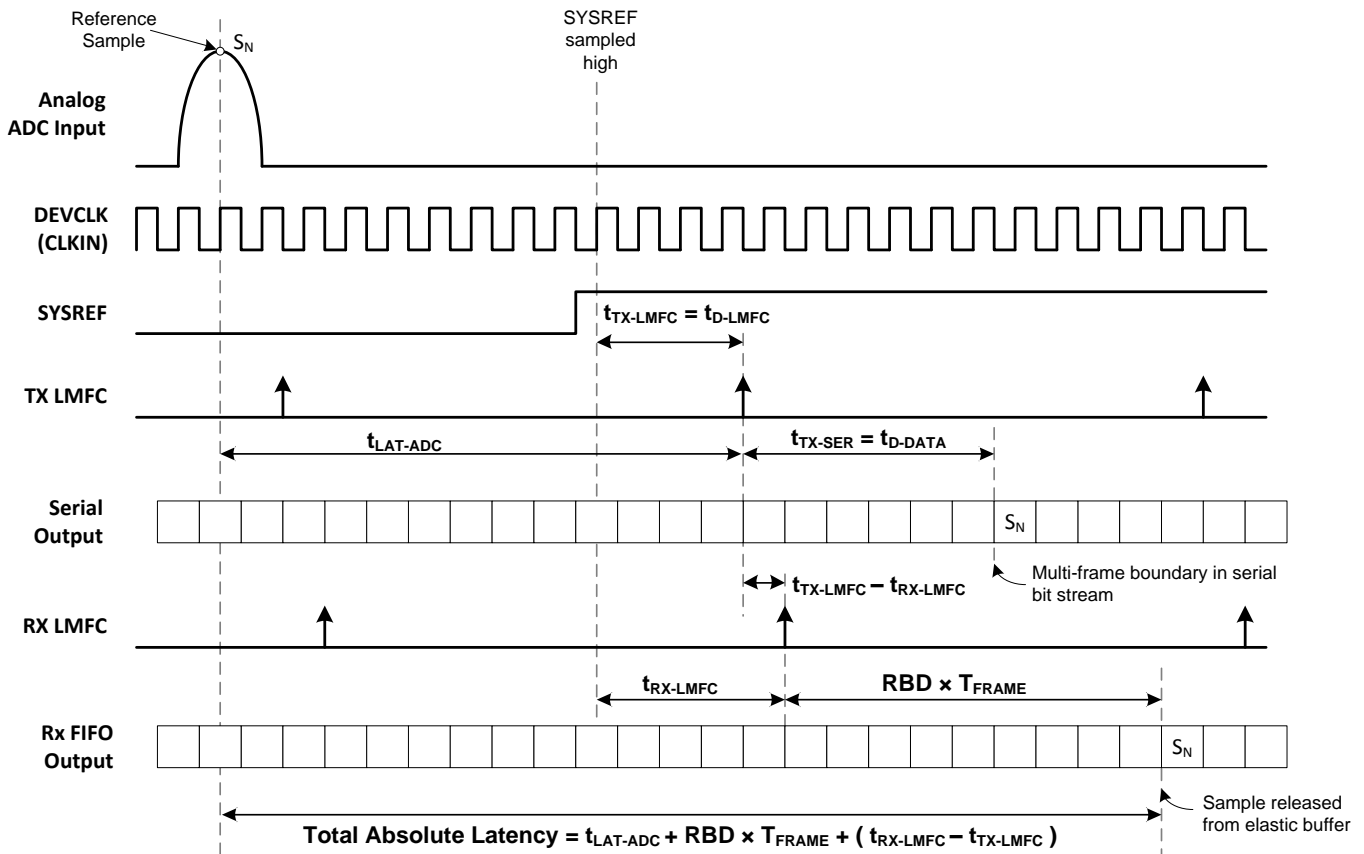 Reference
Sample
S_N
SYSREF
sampled
high
Analog
ADC Input
DEVCLK
(CLKIN)
SYSREF
t_TX-LMFC = t_D-LMFC
TX LMFC
t_LAT-ADC
t_TX-SER = t_D-DATA
Serial
Output
S_N
Multi-frame boundary in serial
bit stream
t_TX-LMFC – t_RX-LMFC
RX LMFC
t_RX-LMFC
RBD × T_FRAME
Rx FIFO
Output
S_N
Sample released
from elastic buffer
Total Absolute Latency = t_LAT-ADC + RBD × T_FRAME + ( t_RX-LMFC – t_TX-LMFC )